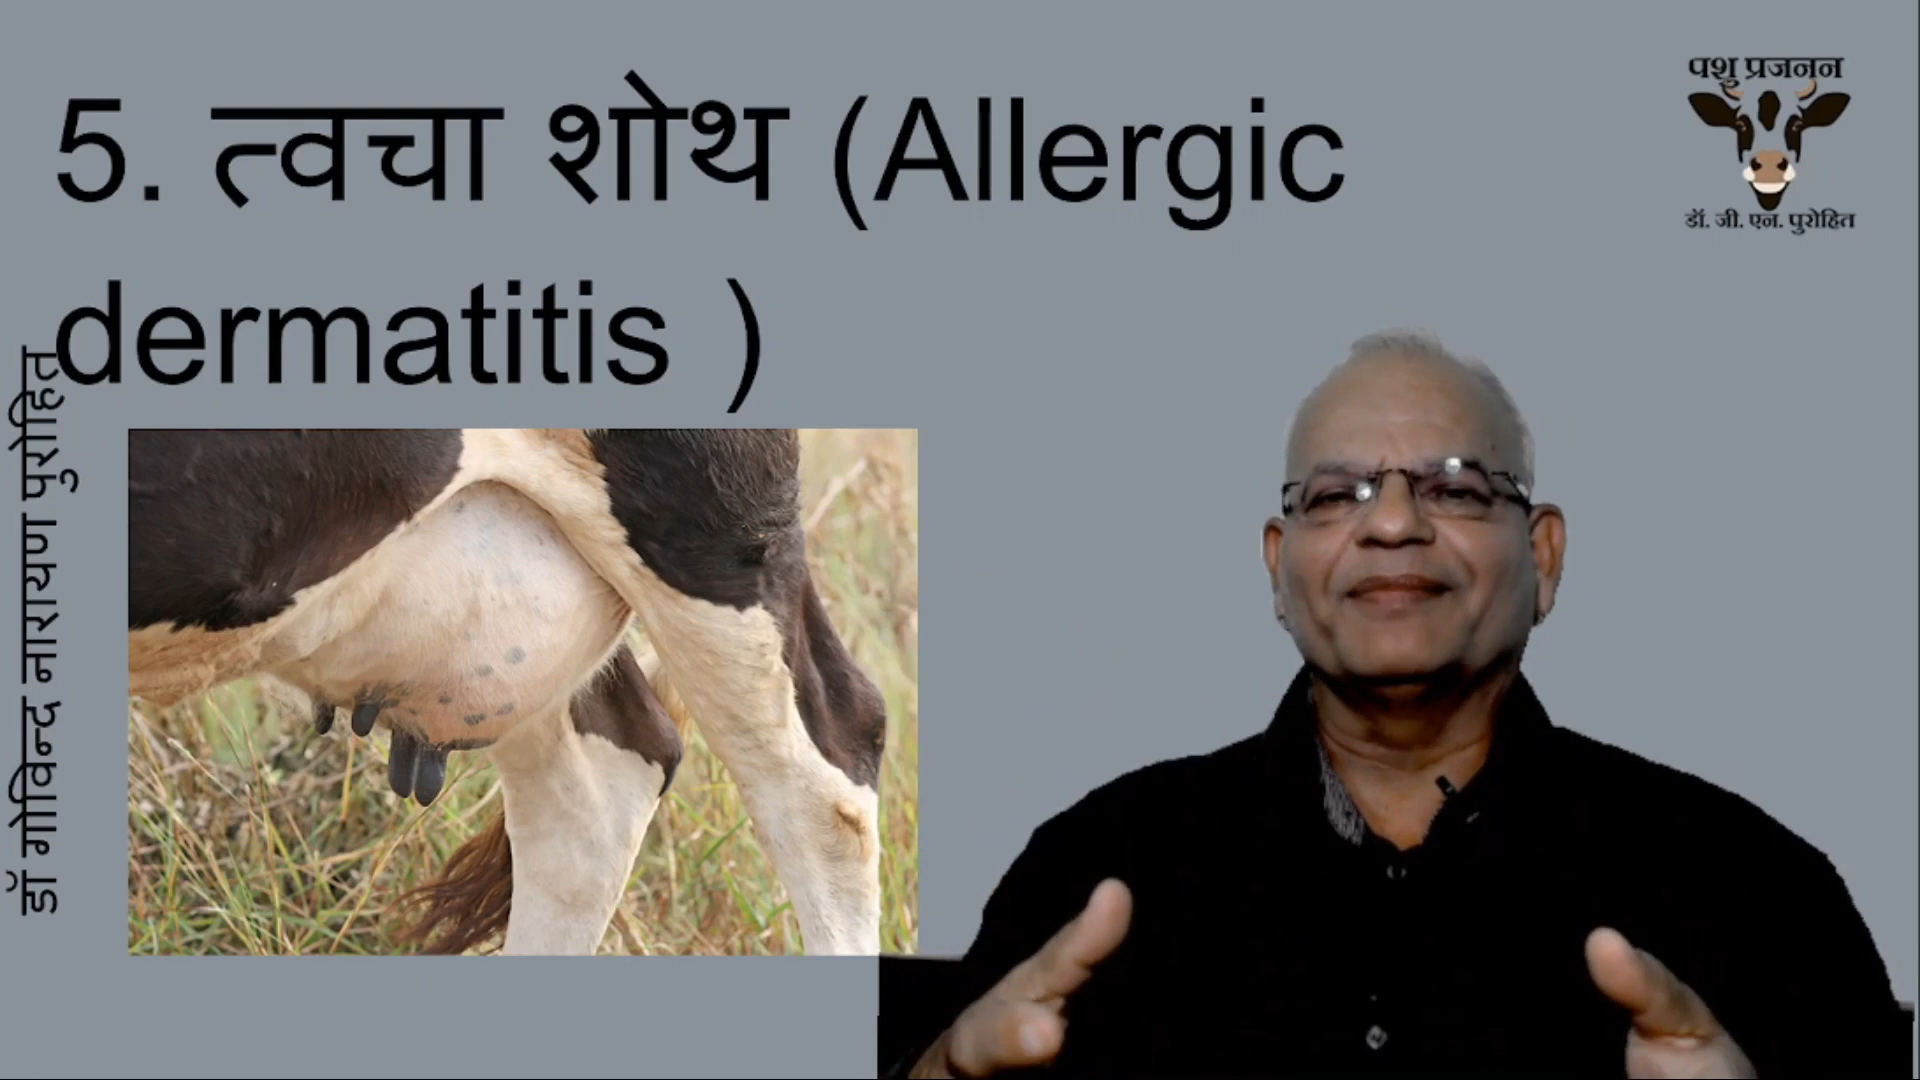 5. त्वचा शोथ (Allergic
dermatitis )
पशु प्रजनन
डॉ. जी. एन. पुरोहित
डॉ गोविन्द नारायण पुरोहित